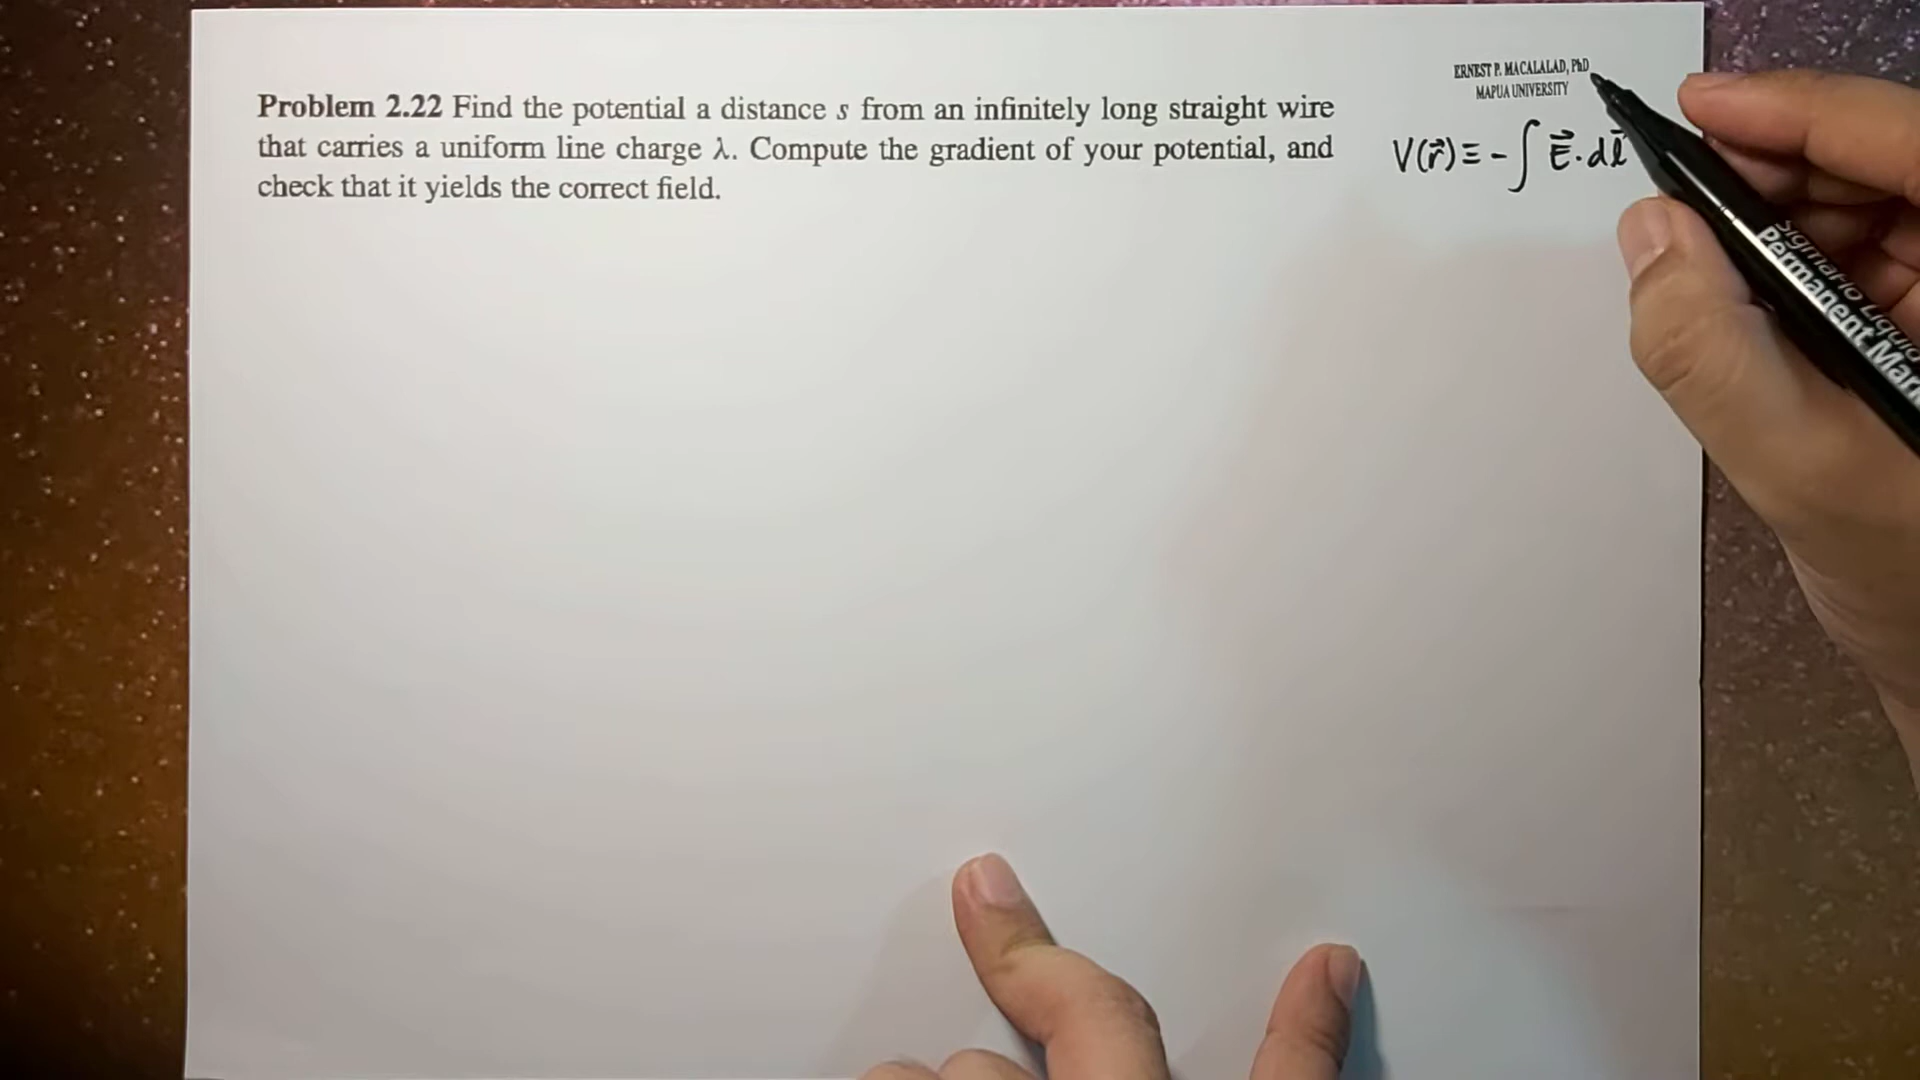 ERNEST P. MACALALAD, PhD
MAPUA UNIVERSITY
Problem 2.22 Find the potential a distance s from an infinitely long straight wire
that carries a uniform line charge λ. Compute the gradient of your potential, and
check that it yields the correct field.
V(r⃗) ≡ - ∫ E⃗ · dl⃗
SigmaFlo Liquid
Permanent Mar